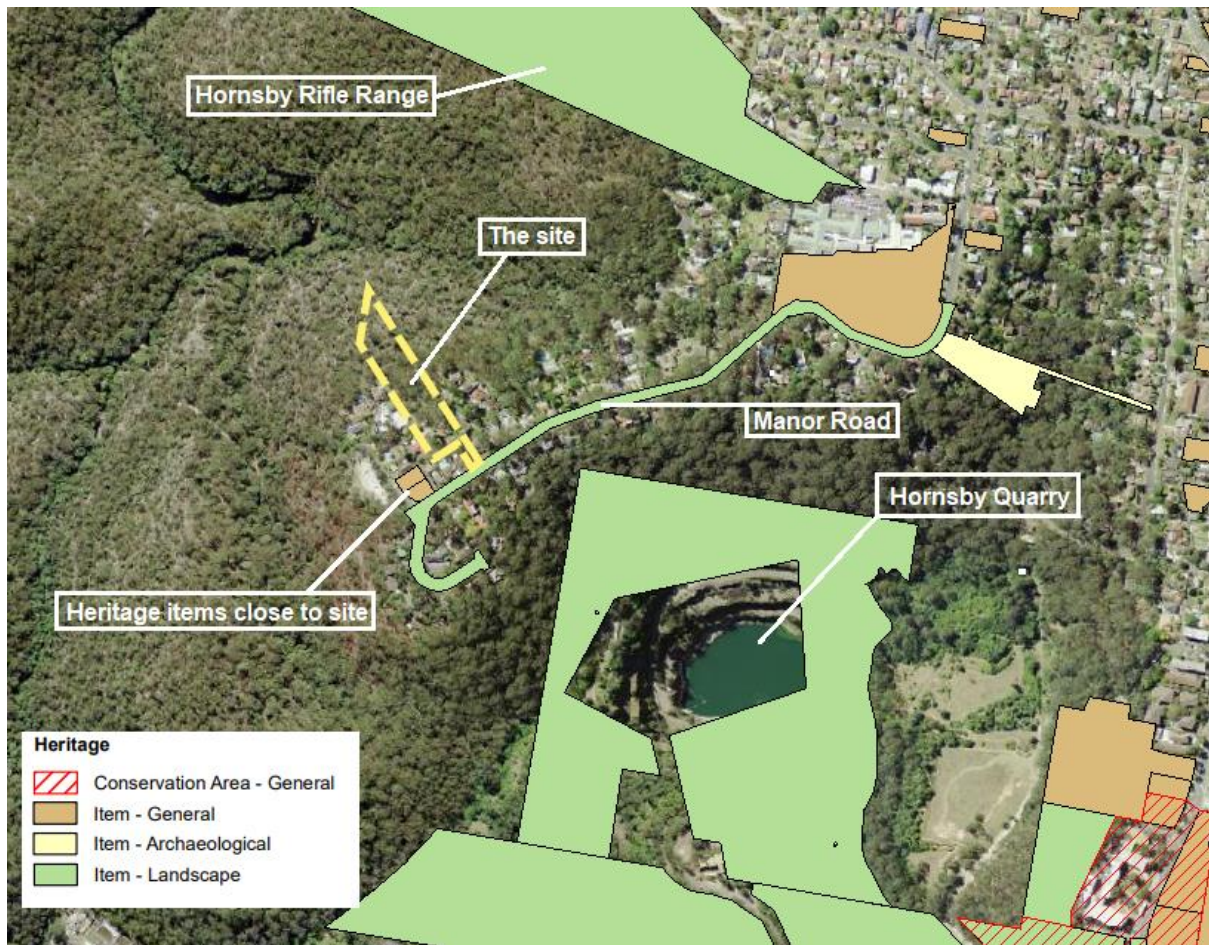 Hornsby Rifle Range
The site
Manor Road
Hornsby Quarry
Heritage items close to site
Heritage
Conservation Area - General
Item - General
Item - Archaeological
Item - Landscape